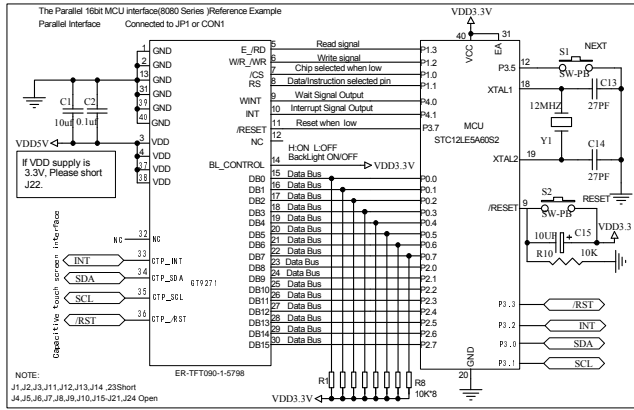 The Parallel 16bit MCU interface(8080 Series )Reference Example
Parallel Interface Connected to JP1 or CON1
1 GND
2 GND
13 GND
31 GND
39 GND
40 GND
3 VDD
4 VDD
37 VDD
38 VDD
C1 C2
10uf 0.1uf
VDD5V
If VDD supply is
3.3V, Please short
J22.
Capacitive touch screen interface
NC 32 NC
INT 33 CTP_INT
SDA 34 CTP_SDA
SCL 35 CTP_SCL
/RST 36 CTP_/RST
GT9271
E_/RD 5 Read signal P1.3
W/R_/WR 6 Write signal P1.2
/CS 7 Chip selected when low P1.0
RS 8 Data/Instruction selected pin P1.1
WINT 9 Wait Signal Output P4.0
INT 10 Interrupt Signal Output P4.1
/RESET 11 Reset when low P3.7
NC 12
H:ON L:OFF
BL_CONTROL 14 BackLight ON/OFF VDD3.3V
DB0 15 Data Bus P0.0
DB1 16 Data Bus P0.1
DB2 17 Data Bus P0.2
DB3 18 Data Bus P0.3
DB4 19 Data Bus P0.4
DB5 20 Data Bus P0.5
DB6 21 Data Bus P0.6
DB7 22 Data Bus P0.7
DB8 23 Data Bus P2.0
DB9 24 Data Bus P2.1
DB10 25 Data Bus P2.2
DB11 26 Data Bus P2.3
DB12 27 Data Bus P2.4
DB13 28 Data Bus P2.5
DB14 29 Data Bus P2.6
DB15 30 Data Bus P2.7
ER-TFT090-1-5798
R1 R8
10K*8
VDD3.3V
VDD3.3V
40 31
VCC EA
MCU
STC12LE5A60S2
P3.5 12
S1 NEXT
SW-PB
XTAL1 18
C13
27PF
12MHZ
Y1
C14
XTAL2 19
27PF
S2 RESET
/RESET 9
SW-PB
10UF + C15
VDD3.3
R10 10K
P3.3 /RST
P3.2 INT
P3.0 SDA
P3.1 SCL
GND
20
NOTE:
J1,J2,J3,J11,J12,J13,J14 ,23Short
J4,J5,J6,J7,J8,J9,J10,J15-J21,J24 Open